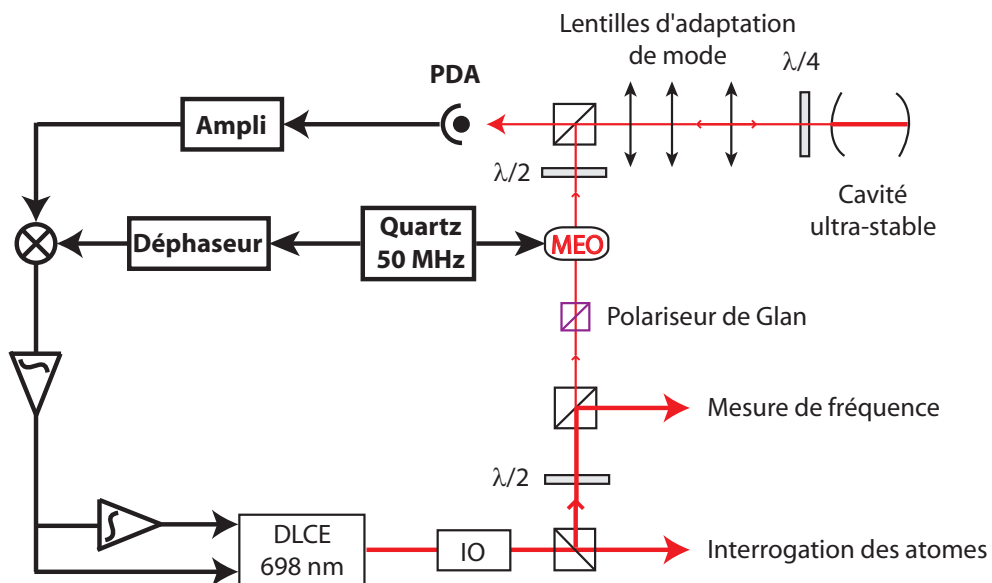 Lentilles d'adaptation
de mode
λ/4
PDA
Ampli
λ/2
Cavité
ultra-stable
Déphaseur
Quartz
50 MHz
MEO
Polariseur de Glan
Mesure de fréquence
λ/2
DLCE
698 nm
IO
Interrogation des atomes